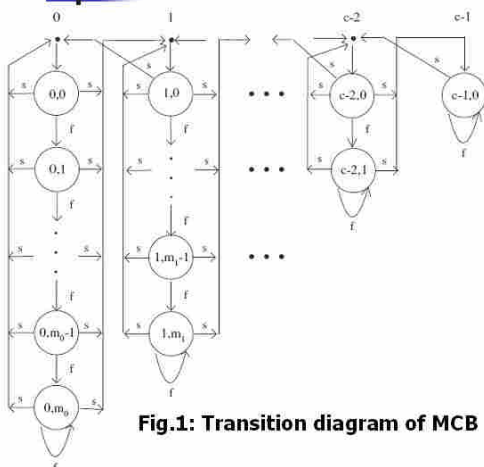 0 1 c-2 c-1
s s
s 0,0 s s 1,0 s • • • s c-2,0 s c-1,0
f f f f
s 0,1 s s s • • • s c-2,1 s
f f
s s s 1,m₁-1 s • • •
f f
s 0,m₀-1 s s 1,m₁ s
f f
s 0,m₀ s
f
Fig.1: Transition diagram of MCB